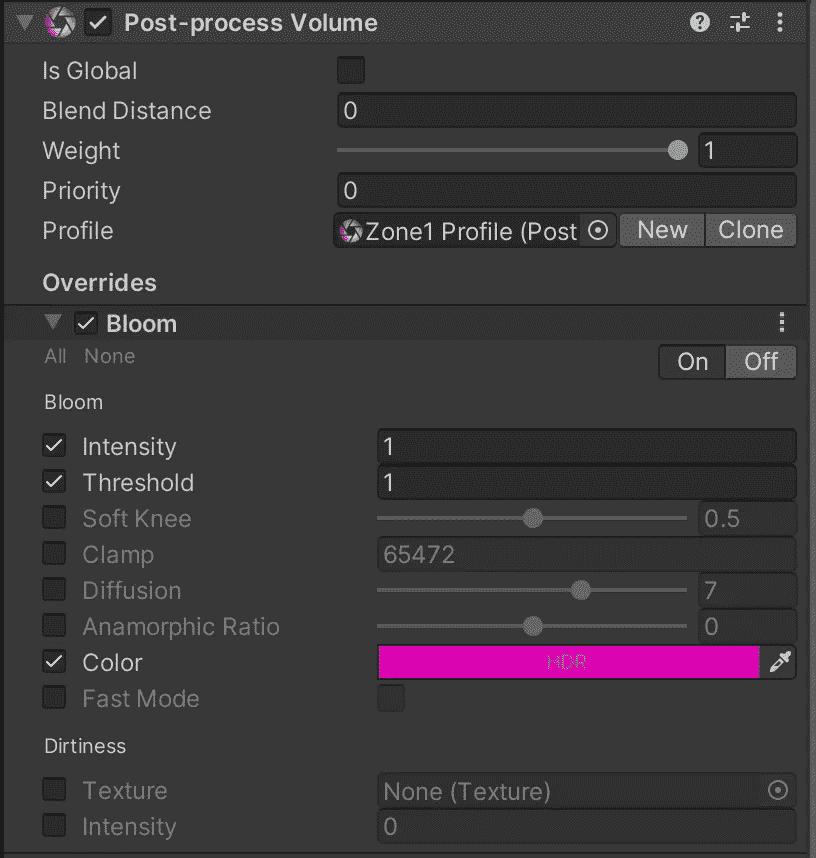 Post-process Volume
Is Global
Blend Distance 0
Weight 1
Priority 0
Profile Zone1 Profile (Post New Clone
Overrides
Bloom
All None On Off
Bloom
Intensity 1
Threshold 1
Soft Knee 0.5
Clamp 65472
Diffusion 7
Anamorphic Ratio 0
Color HDR
Fast Mode
Dirtiness
Texture None (Texture)
Intensity 0